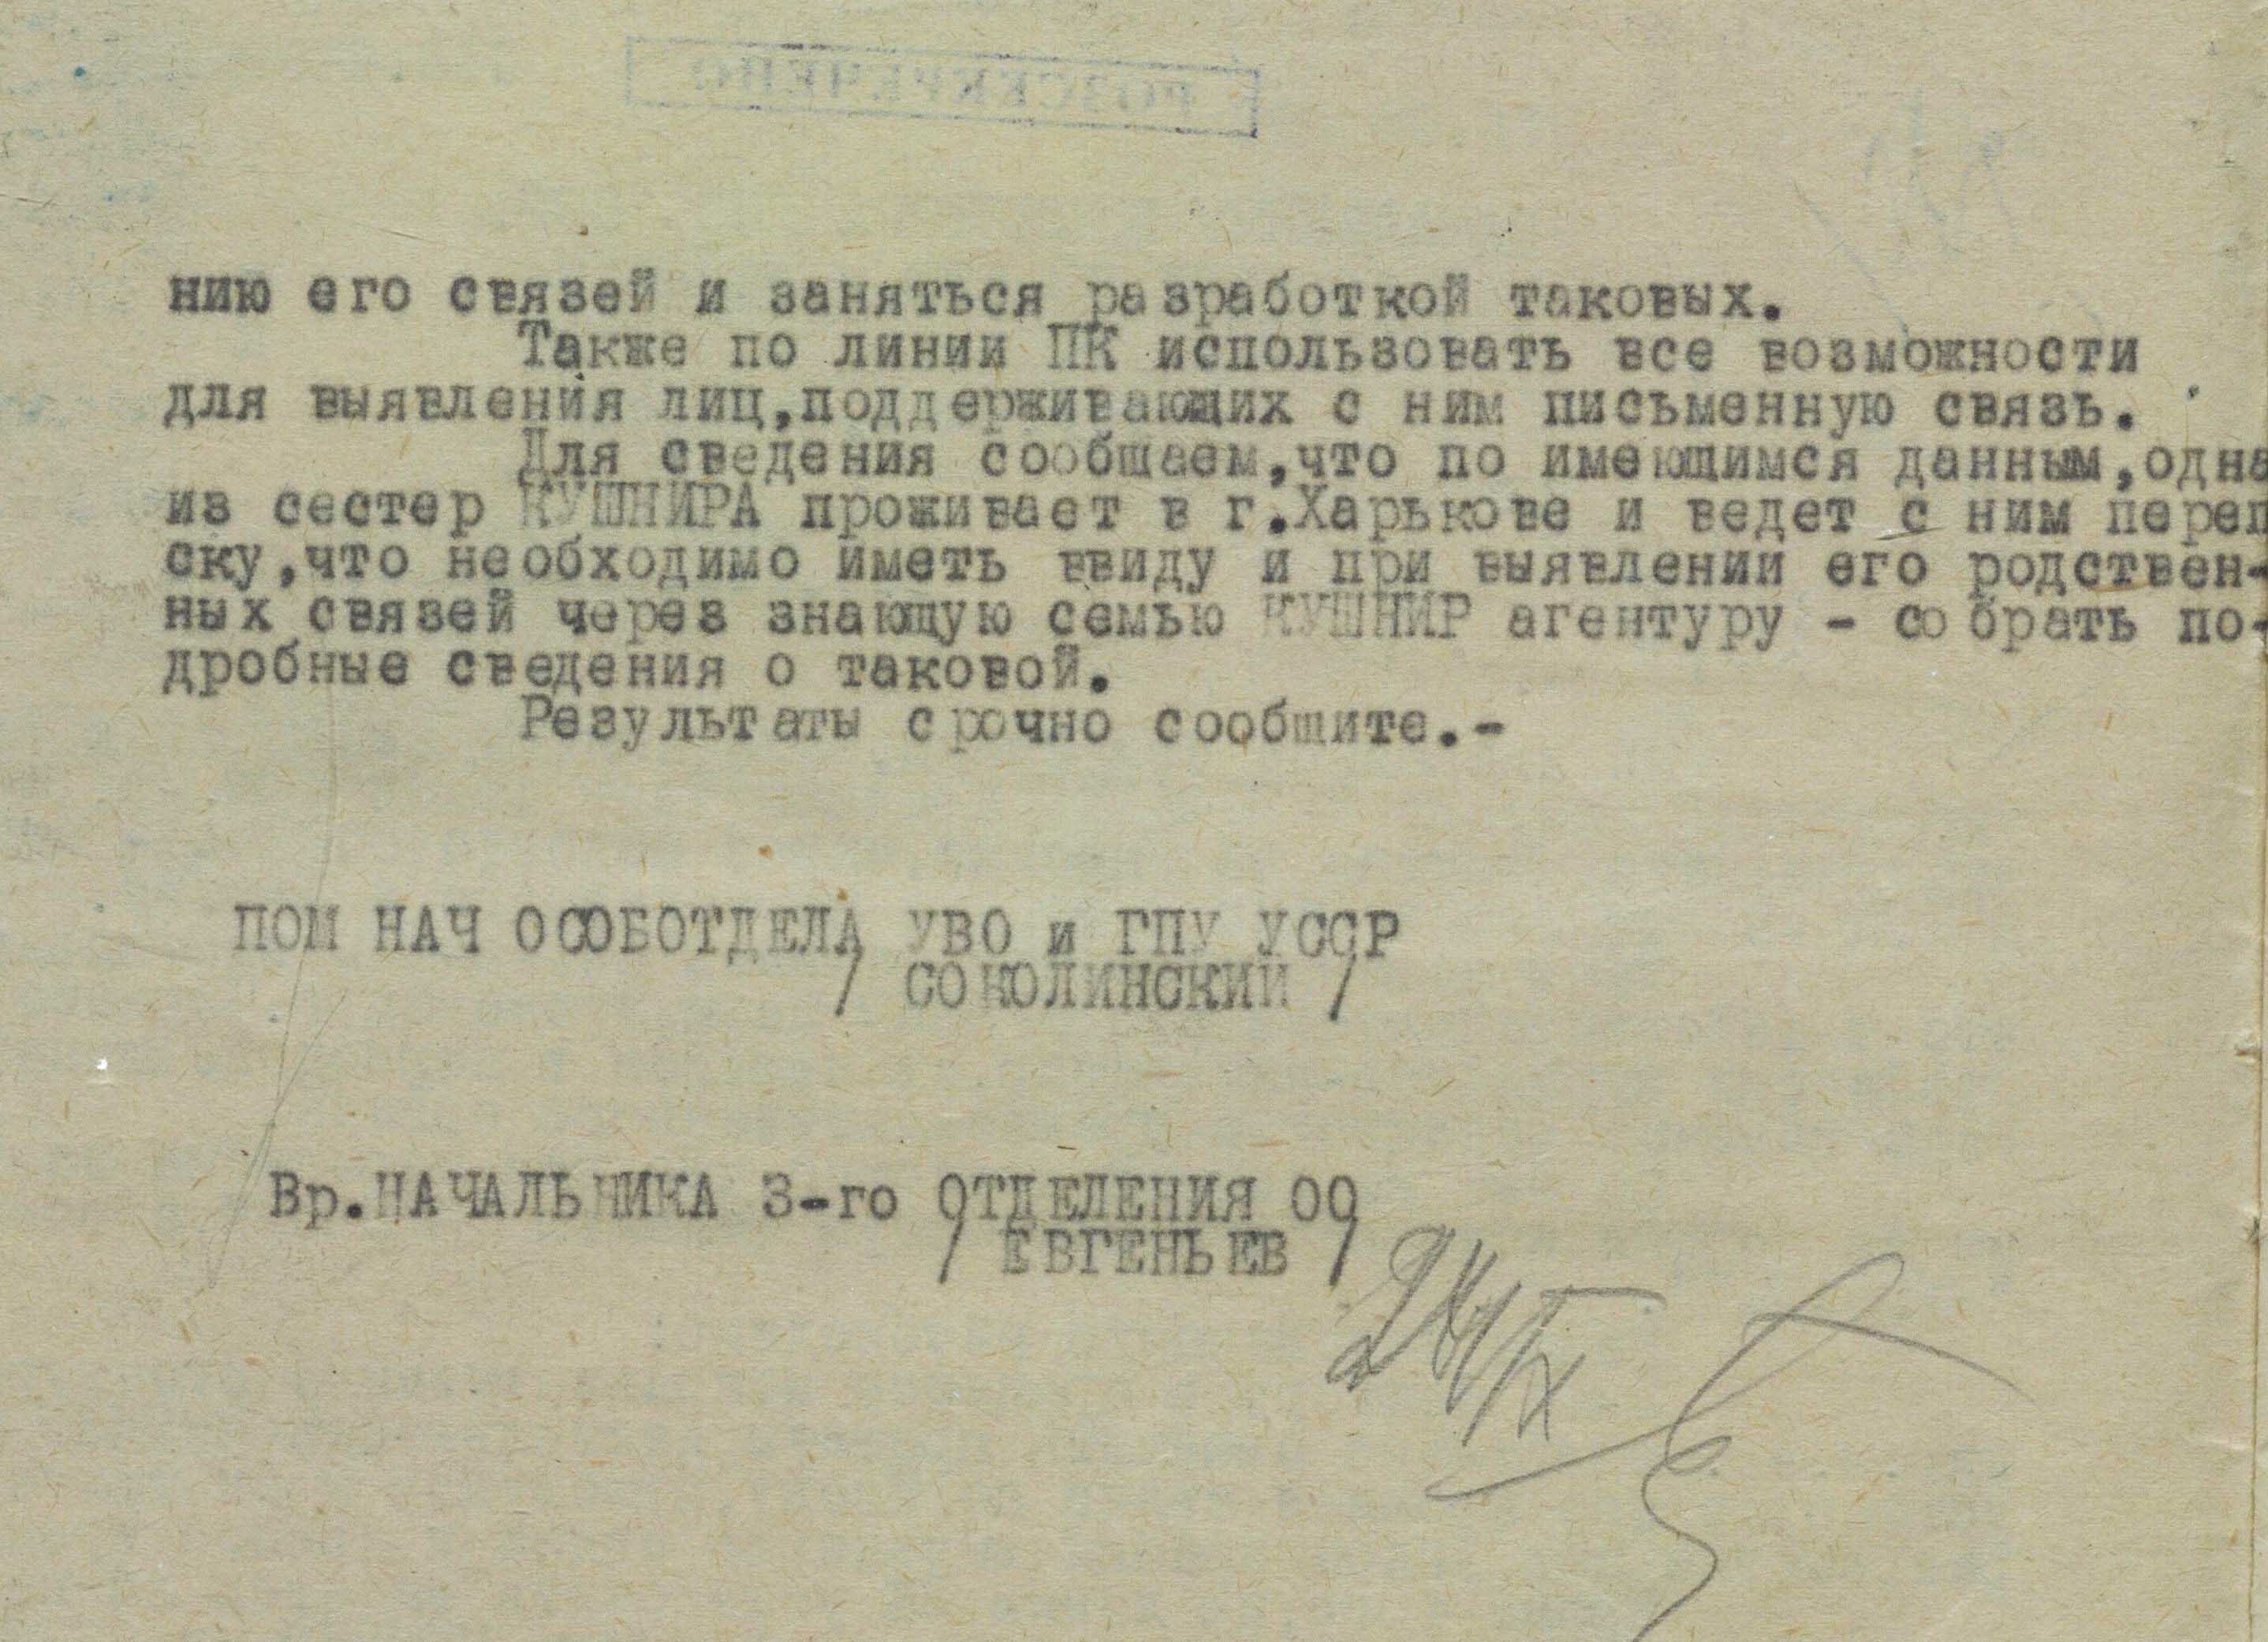 РОЗСЕКРЕЧЕНО
нию его связей и заняться разработкой таковых.
Также по линии ПК использовать все возможности
для выявления лиц,поддерживающих с ним письменную связь.
Для сведения сообщаем,что по имеющимся данным,одна
из сестер КУШНИРА проживает в г.Харькове и ведет с ним переп
ску,что необходимо иметь ввиду и при выявлении его родствен-
ных связей через знающую семью КУШНИР агентуру - собрать по-
дробные сведения о таковой.
Результаты срочно сообщите.-
ПОМ НАЧ ОСОБОТДЕЛА УВО и ГПУ УССР
/ СОКОЛИНСКИЙ /
Вр.НАЧАЛЬНИКА 3-го ОТДЕЛЕНИЯ ОО
/ ЕВГЕНЬЕВ /